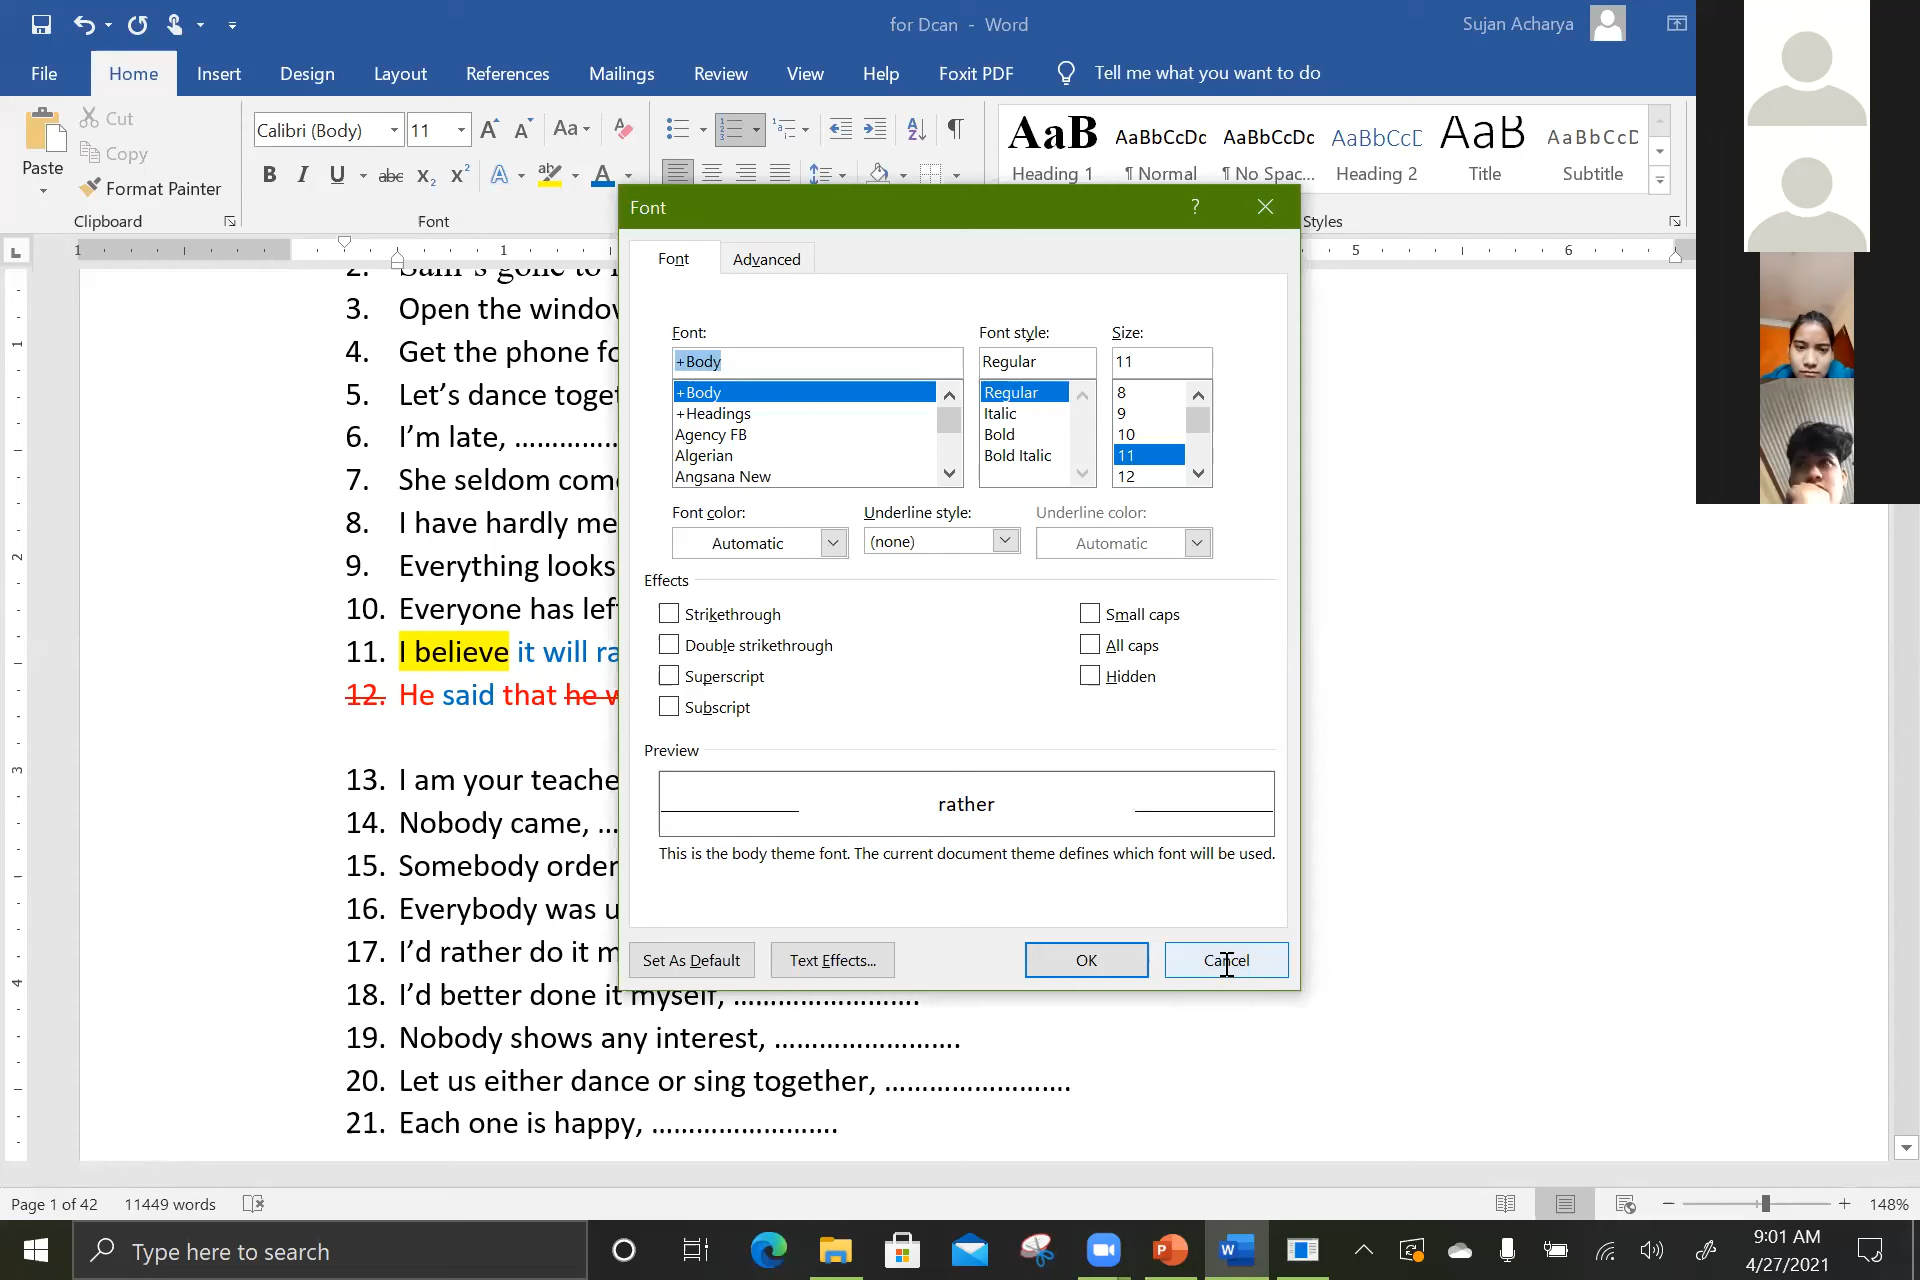 for Dcan - Word
Sujan Acharya
File Home Insert Design Layout References Mailings Review View Help Foxit PDF Tell me what you want to do
Paste
Cut
Copy
Format Painter
Clipboard
Calibri (Body) 11
Font
AaB AaBbCcDc AaBbCcDc AaBbCcD AaB AaBbCcD
Heading 1 ¶ Normal ¶ No Spac... Heading 2 Title Subtitle
Styles
1 1 5 6
2. Sam's gone to
3. Open the windo
4. Get the phone fo
5. Let's dance toget
6. I'm late, ……………
7. She seldom com
8. I have hardly me
9. Everything looks
10. Everyone has lef
11. I believe it will ra
12. He said that he w
13. I am your teache
14. Nobody came, …
15. Somebody order
16. Everybody was u
17. I'd rather do it m
18. I'd better done it myself, …………………….
19. Nobody shows any interest, …………………….
20. Let us either dance or sing together, …………………….
21. Each one is happy, …………………….
Font
? 
Font Advanced
Font: Font style: Size:
+Body Regular 11
+Body Regular 8
+Headings Italic 9
Agency FB Bold 10
Algerian Bold Italic 11
Angsana New 12
Font color: Underline style: Underline color:
Automatic (none) Automatic
Effects
Strikethrough Small caps
Double strikethrough All caps
Superscript Hidden
Subscript
Preview
rather
This is the body theme font. The current document theme defines which font will be used.
Set As Default Text Effects... OK Cancel
Page 1 of 42 11449 words 148%
Type here to search
9:01 AM
4/27/2021